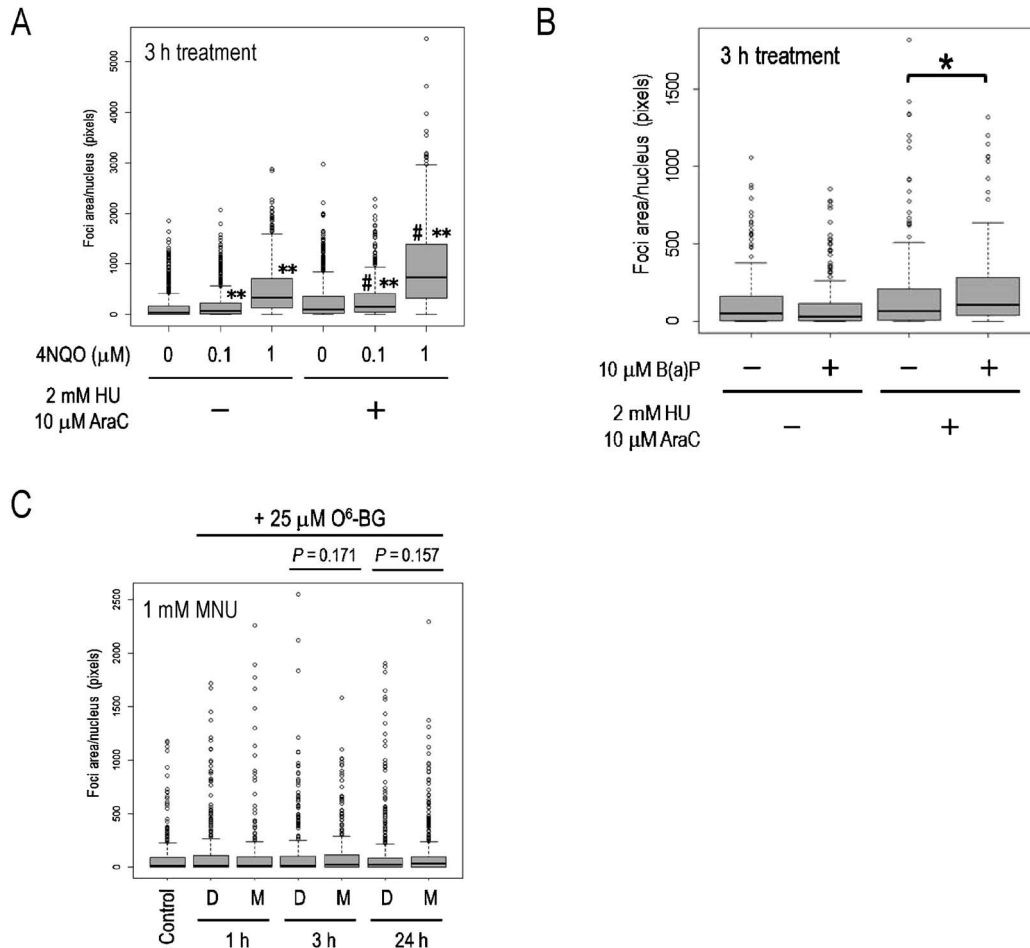 A
3 h treatment
Foci area/nucleus (pixels)
5000
4000
3000
2000
1000
0
** ** # ** # **
4NQO (μM) 0 0.1 1 0 0.1 1
2 mM HU
10 μM AraC
− +
B
3 h treatment
*
Foci area/nucleus (pixels)
1500
1000
500
0
10 μM B(a)P − + − +
2 mM HU
10 μM AraC
− +
C
+ 25 μM O⁶-BG
P = 0.171 P = 0.157
1 mM MNU
Foci area/nucleus (pixels)
2500
2000
1500
1000
500
0
Control D M D M D M
1 h 3 h 24 h